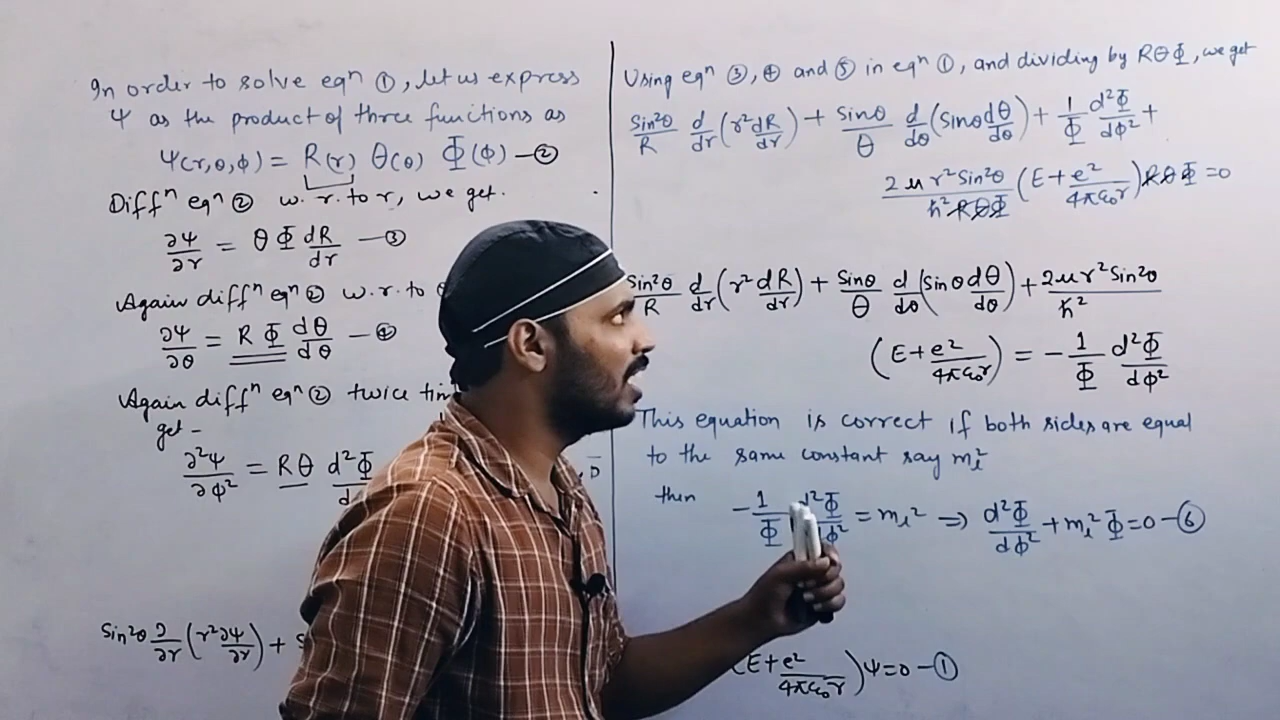 In order to solve eqⁿ ①, let us express
Ψ as the product of three functions as
Ψ(r,θ,ϕ) = R(r) Θ(θ) Φ(ϕ) —②
Diffⁿ eqⁿ ② w.r.to r, we get.
∂Ψ/∂r = Θ Φ dR/dr —③
Again diffⁿ eqⁿ ② w.r.to
∂Ψ/∂θ = R Φ dΘ/dθ —④
Again diffⁿ eqⁿ ② twice
get –
∂²Ψ/∂ϕ² = RΘ d²Φ/d
Sin²θ ∂/∂r (r² ∂Ψ/∂r) +
Using eqⁿ ③, ④ and ⑤ in eqⁿ ①, and dividing by RΘΦ, we get
Sin²θ/R d/dr (r² dR/dr) + Sinθ/Θ d/dθ (Sinθ dΘ/dθ) + 1/Φ d²Φ/dϕ² +
2μr²Sin²θ/ħ²RΘΦ (E + e²/4πε₀r) RΘΦ = 0
Sin²θ/R d/dr (r² dR/dr) + Sinθ/Θ d/dθ (Sinθ dΘ/dθ) + 2μr²Sin²θ/ħ²
(E + e²/4πε₀r) = – 1/Φ d²Φ/dϕ²
This equation is correct if both sides are equal
to the same constant say mₗ²
then – 1/Φ d²Φ/dϕ² = mₗ² ⇒ d²Φ/dϕ² + mₗ²Φ = 0 —⑥
(E + e²/4πε₀r)Ψ = 0 —①